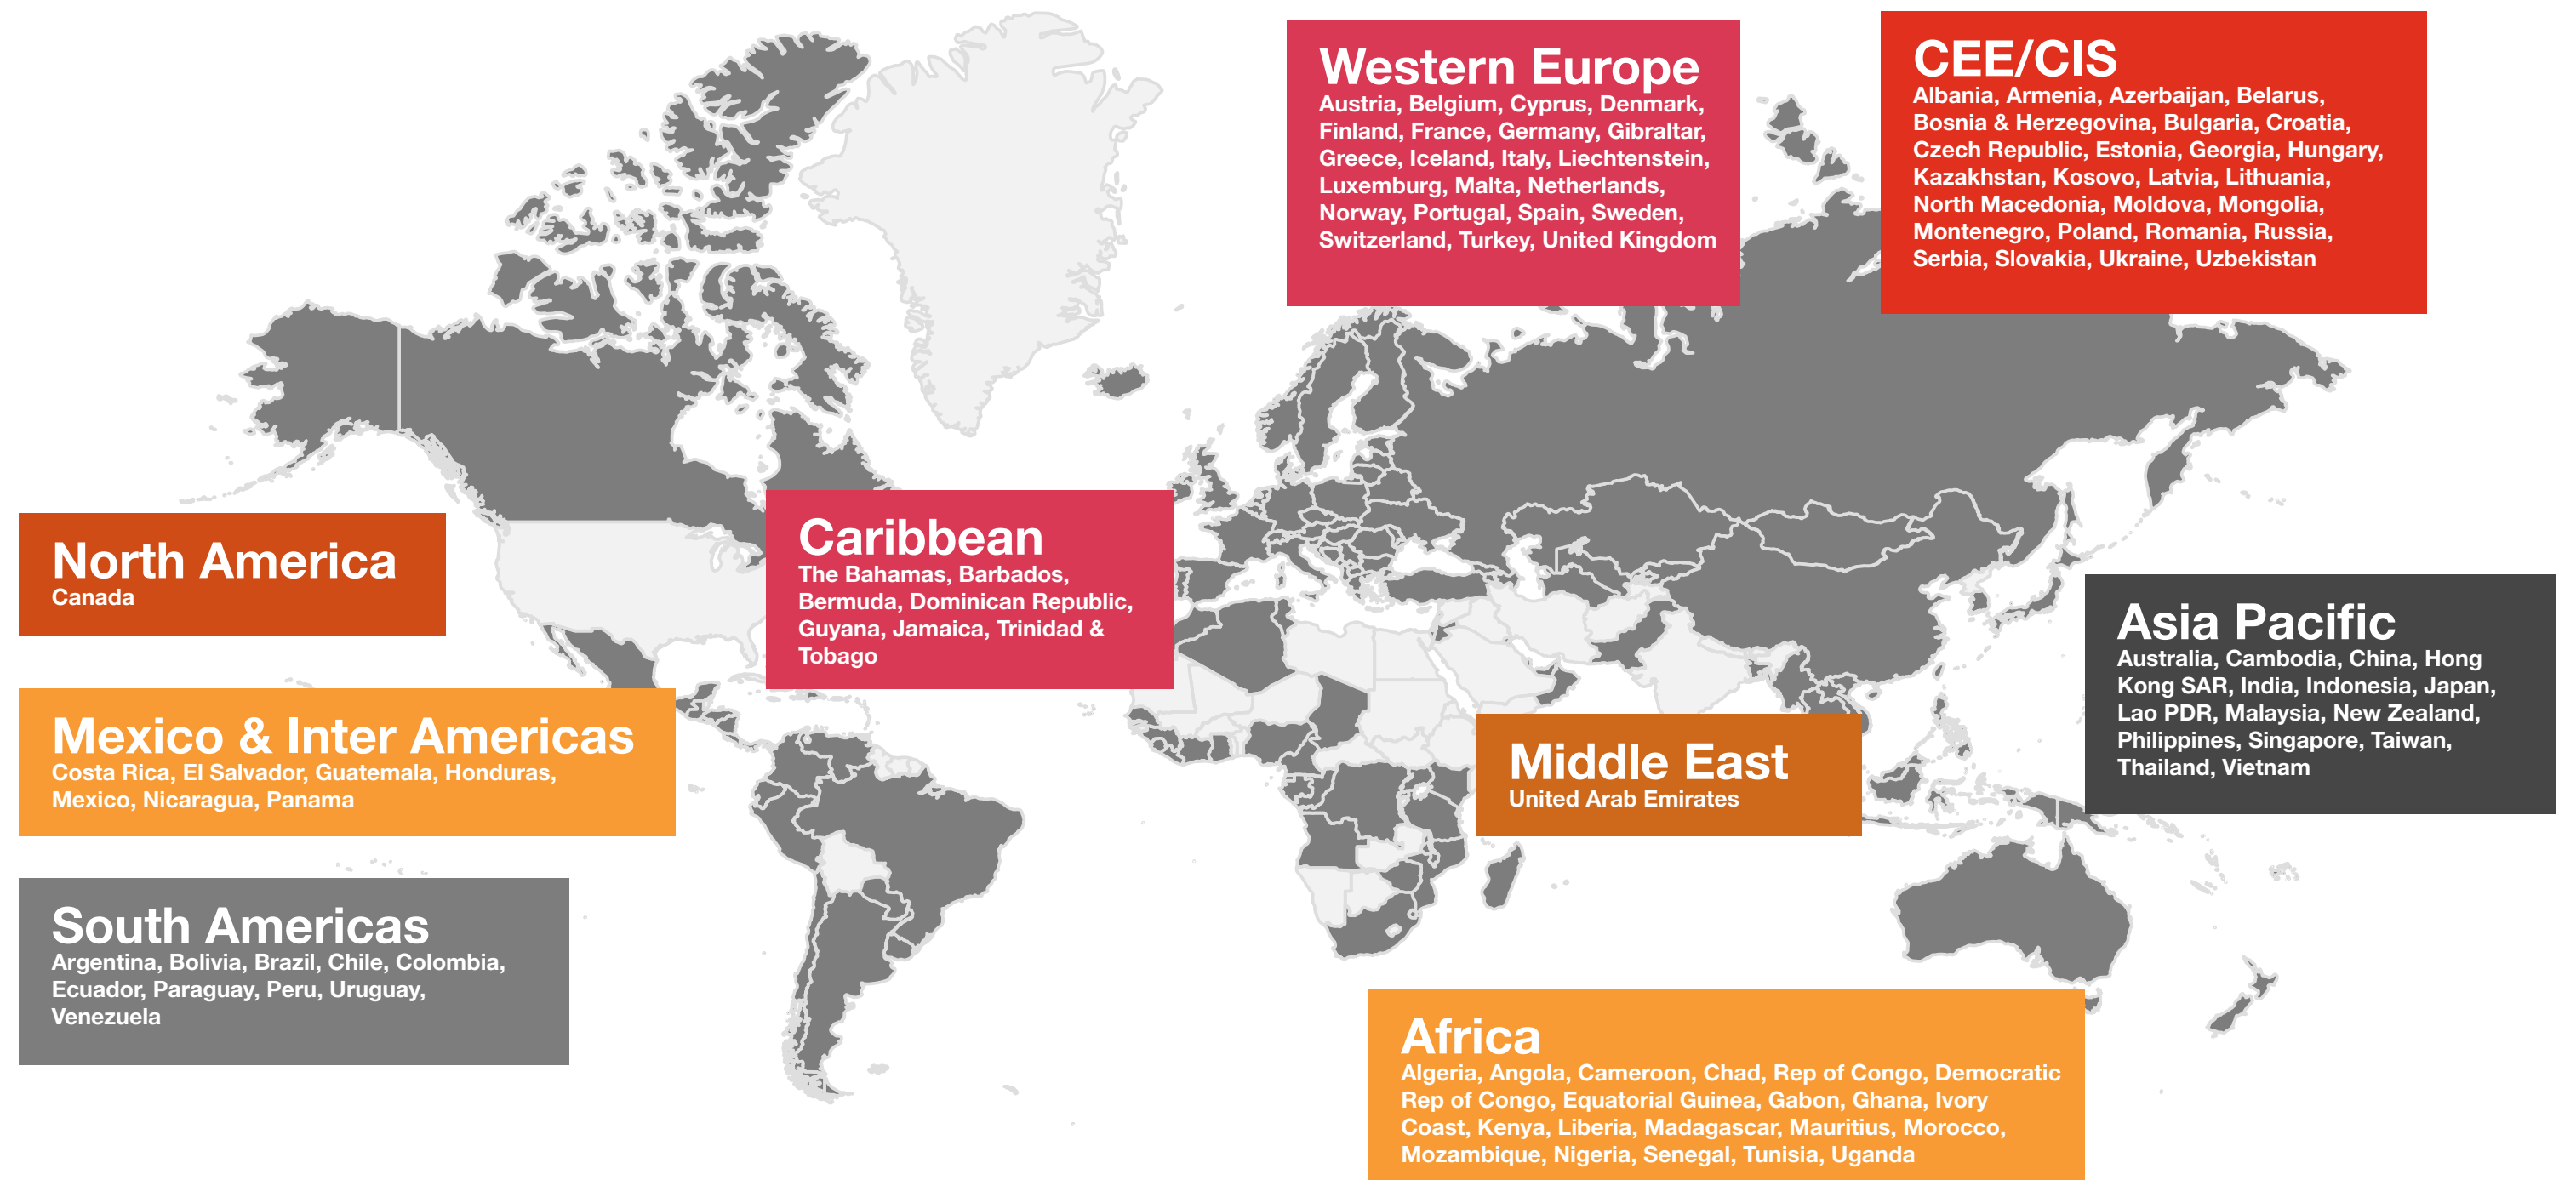 Western Europe
Austria, Belgium, Cyprus, Denmark,
Finland, France, Germany, Gibraltar,
Greece, Iceland, Italy, Liechtenstein,
Luxemburg, Malta, Netherlands,
Norway, Portugal, Spain, Sweden,
Switzerland, Turkey, United Kingdom
CEE/CIS
Albania, Armenia, Azerbaijan, Belarus,
Bosnia & Herzegovina, Bulgaria, Croatia,
Czech Republic, Estonia, Georgia, Hungary,
Kazakhstan, Kosovo, Latvia, Lithuania,
North Macedonia, Moldova, Mongolia,
Montenegro, Poland, Romania, Russia,
Serbia, Slovakia, Ukraine, Uzbekistan
North America
Canada
Caribbean
The Bahamas, Barbados,
Bermuda, Dominican Republic,
Guyana, Jamaica, Trinidad &
Tobago
Asia Pacific
Australia, Cambodia, China, Hong
Kong SAR, India, Indonesia, Japan,
Lao PDR, Malaysia, New Zealand,
Philippines, Singapore, Taiwan,
Thailand, Vietnam
Mexico & Inter Americas
Costa Rica, El Salvador, Guatemala, Honduras,
Mexico, Nicaragua, Panama
Middle East
United Arab Emirates
South Americas
Argentina, Bolivia, Brazil, Chile, Colombia,
Ecuador, Paraguay, Peru, Uruguay,
Venezuela
Africa
Algeria, Angola, Cameroon, Chad, Rep of Congo, Democratic
Rep of Congo, Equatorial Guinea, Gabon, Ghana, Ivory
Coast, Kenya, Liberia, Madagascar, Mauritius, Morocco,
Mozambique, Nigeria, Senegal, Tunisia, Uganda